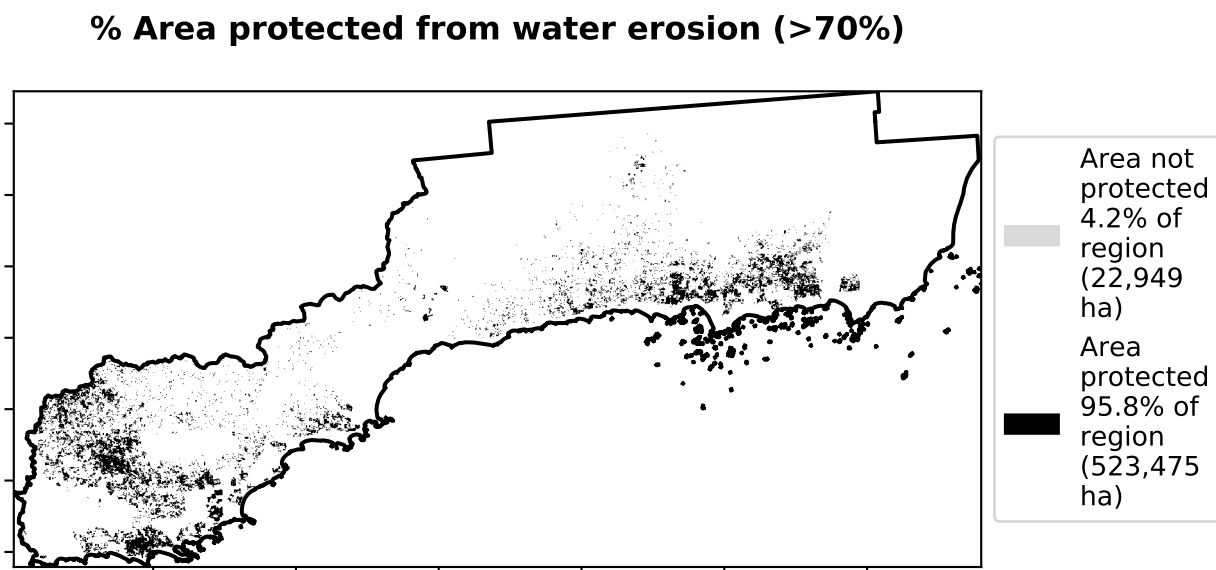 % Area protected from water erosion (>70%)
Area not
protected
4.2% of
region
(22,949
ha)
Area
protected
95.8% of
region
(523,475
ha)